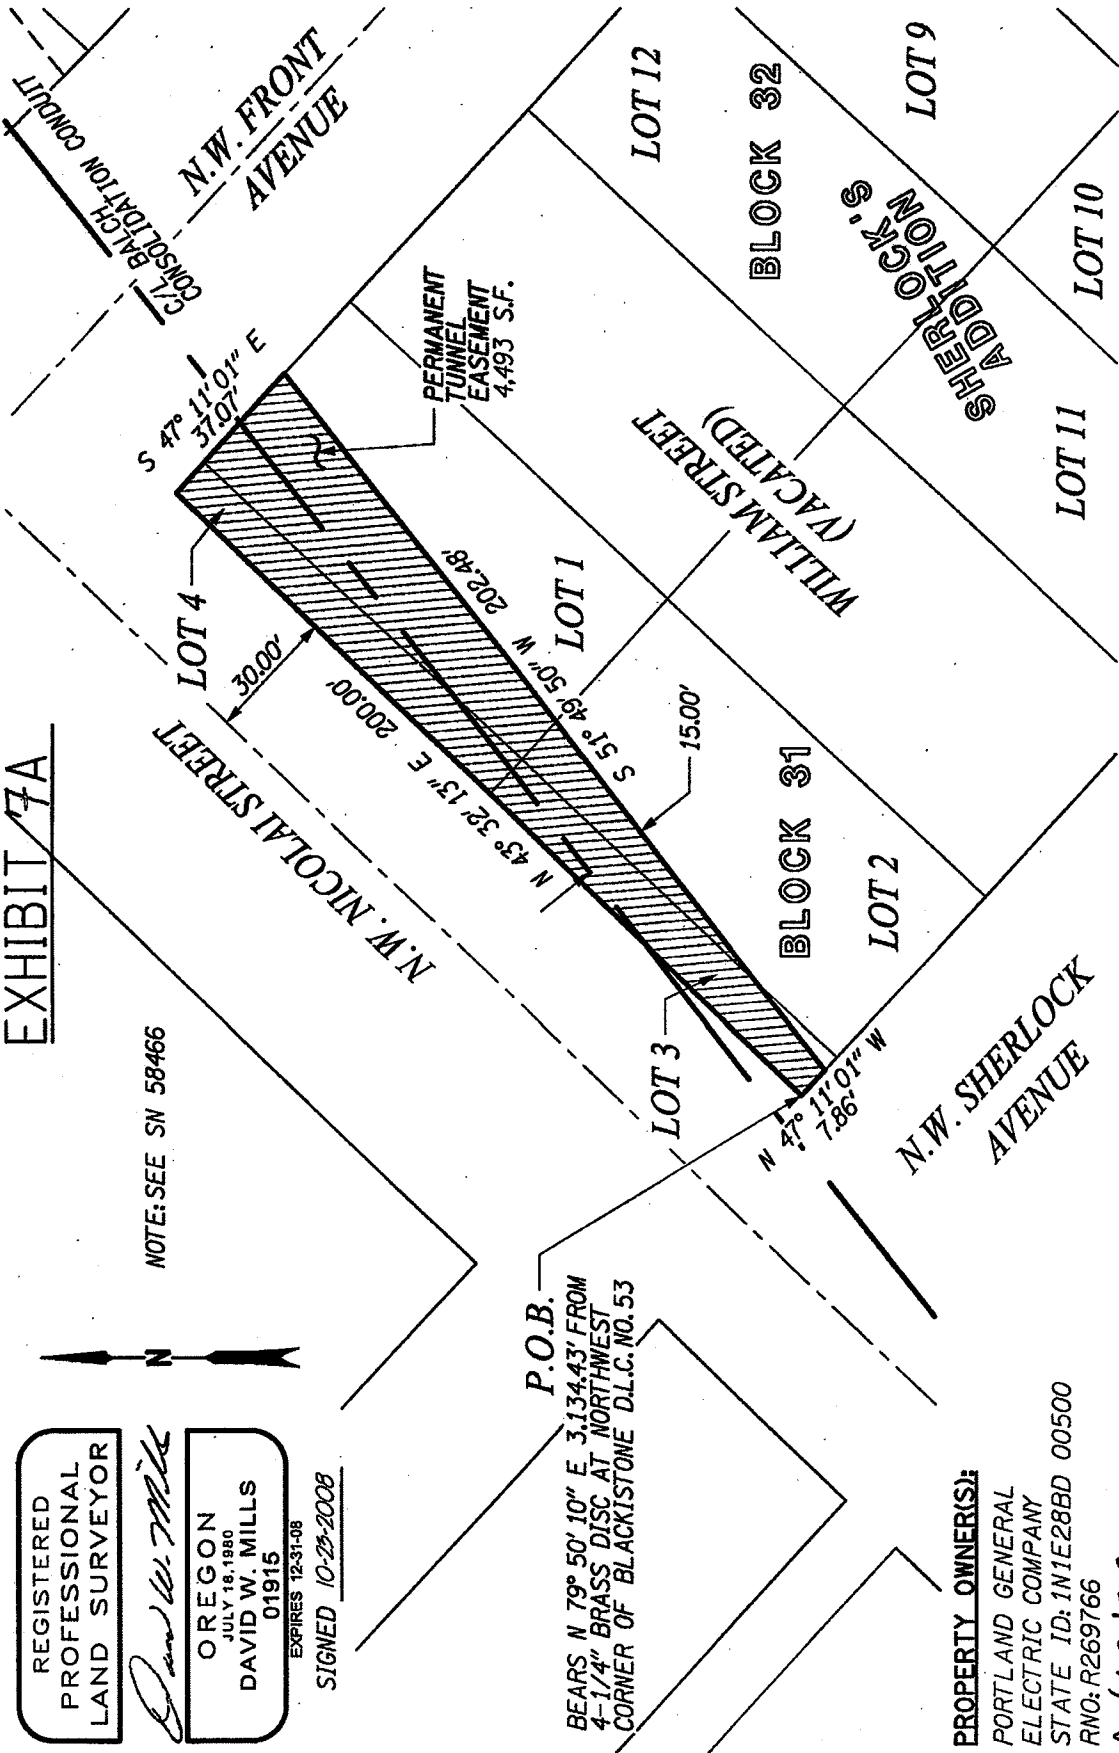 EXHIBIT 7A
REGISTERED
PROFESSIONAL
LAND SURVEYOR
David W. Mills
OREGON
JULY 18, 1980
DAVID W. MILLS
01915
EXPIRES 12-31-08
SIGNED 10-23-2008
N
NOTE: SEE SN 58466
C/L BALCH
CONSOLIDATION CONDUIT
N.W. FRONT
AVENUE
S 47° 11' 01" E
37.07'
LOT 4
30.00'
N.W. NICOLAI STREET
N 43° 32' 13" E 200.00'
PERMANENT
TUNNEL
EASEMENT
4,493 S.F.
S 51° 49' 50" W 202.48'
15.00'
LOT 1
WILLIAM STREET
(VACATED)
LOT 12
BLOCK 32
LOT 9
SHERLOCK'S
ADDITION
LOT 10
LOT 11
BLOCK 31
LOT 2
LOT 3
N 47° 11' 01" W
7.86'
N.W. SHERLOCK
AVENUE
P.O.B.
BEARS N 79° 50' 10" E 3,134.43' FROM
4-1/4" BRASS DISC AT NORTHWEST
CORNER OF BLACKISTONE D.L.C. NO. 53
PROPERTY OWNER(S):
PORTLAND GENERAL
ELECTRIC COMPANY
STATE ID: 1N1E28BD 00500
RNO: R269766